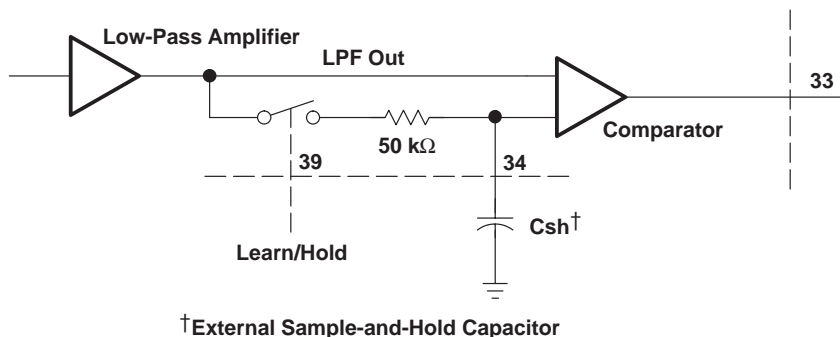 Low-Pass Amplifier
LPF Out
33
Comparator
50 kΩ
39
34
Csh†
Learn/Hold
†External Sample-and-Hold Capacitor